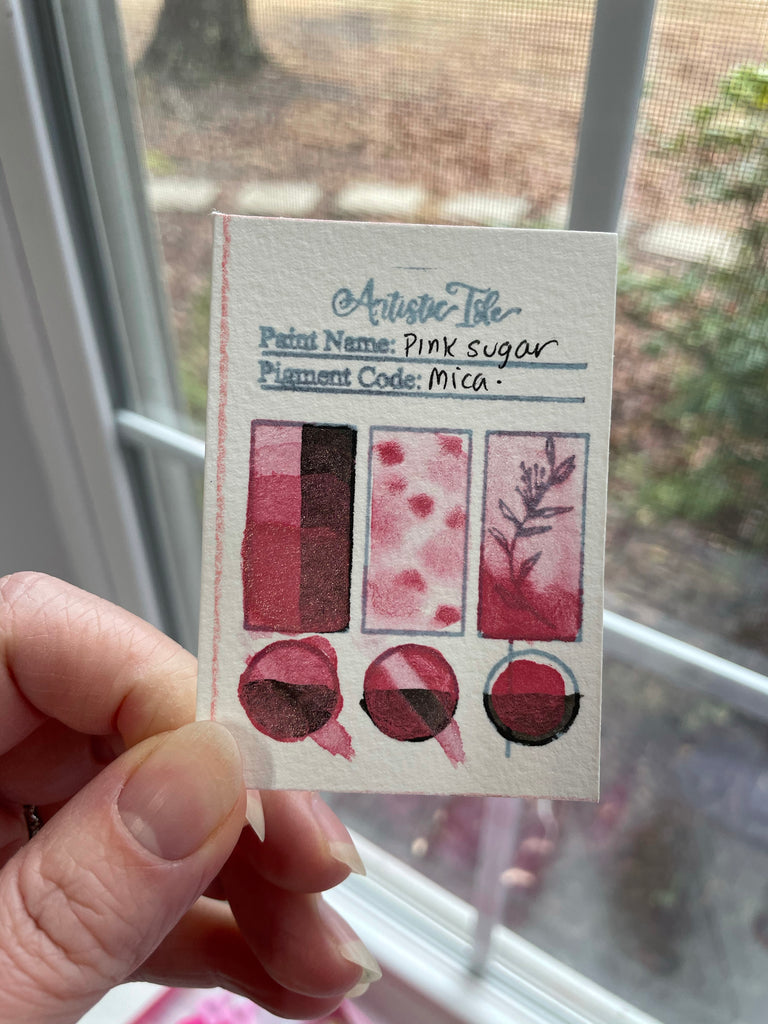 Artistic Isle
Paint Name: Pink sugar
Pigment Code: Mica.